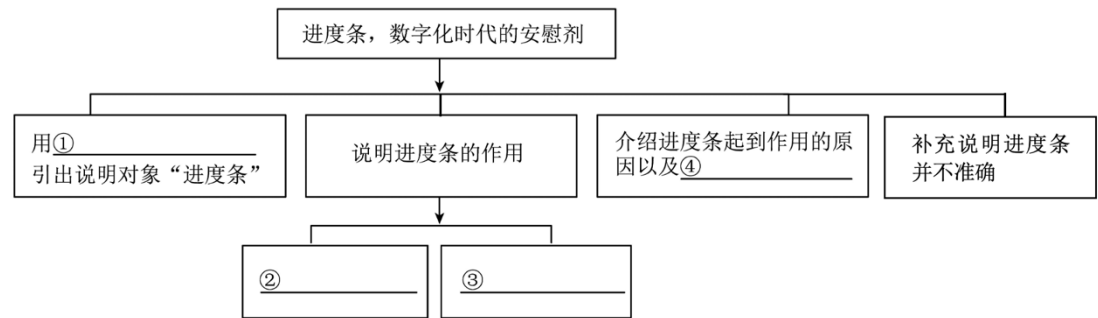 进度条，数字化时代的安慰剂
用①
引出说明对象“进度条”
说明进度条的作用
介绍进度条起到作用的原
因以及④
补充说明进度条
并不准确
②
③